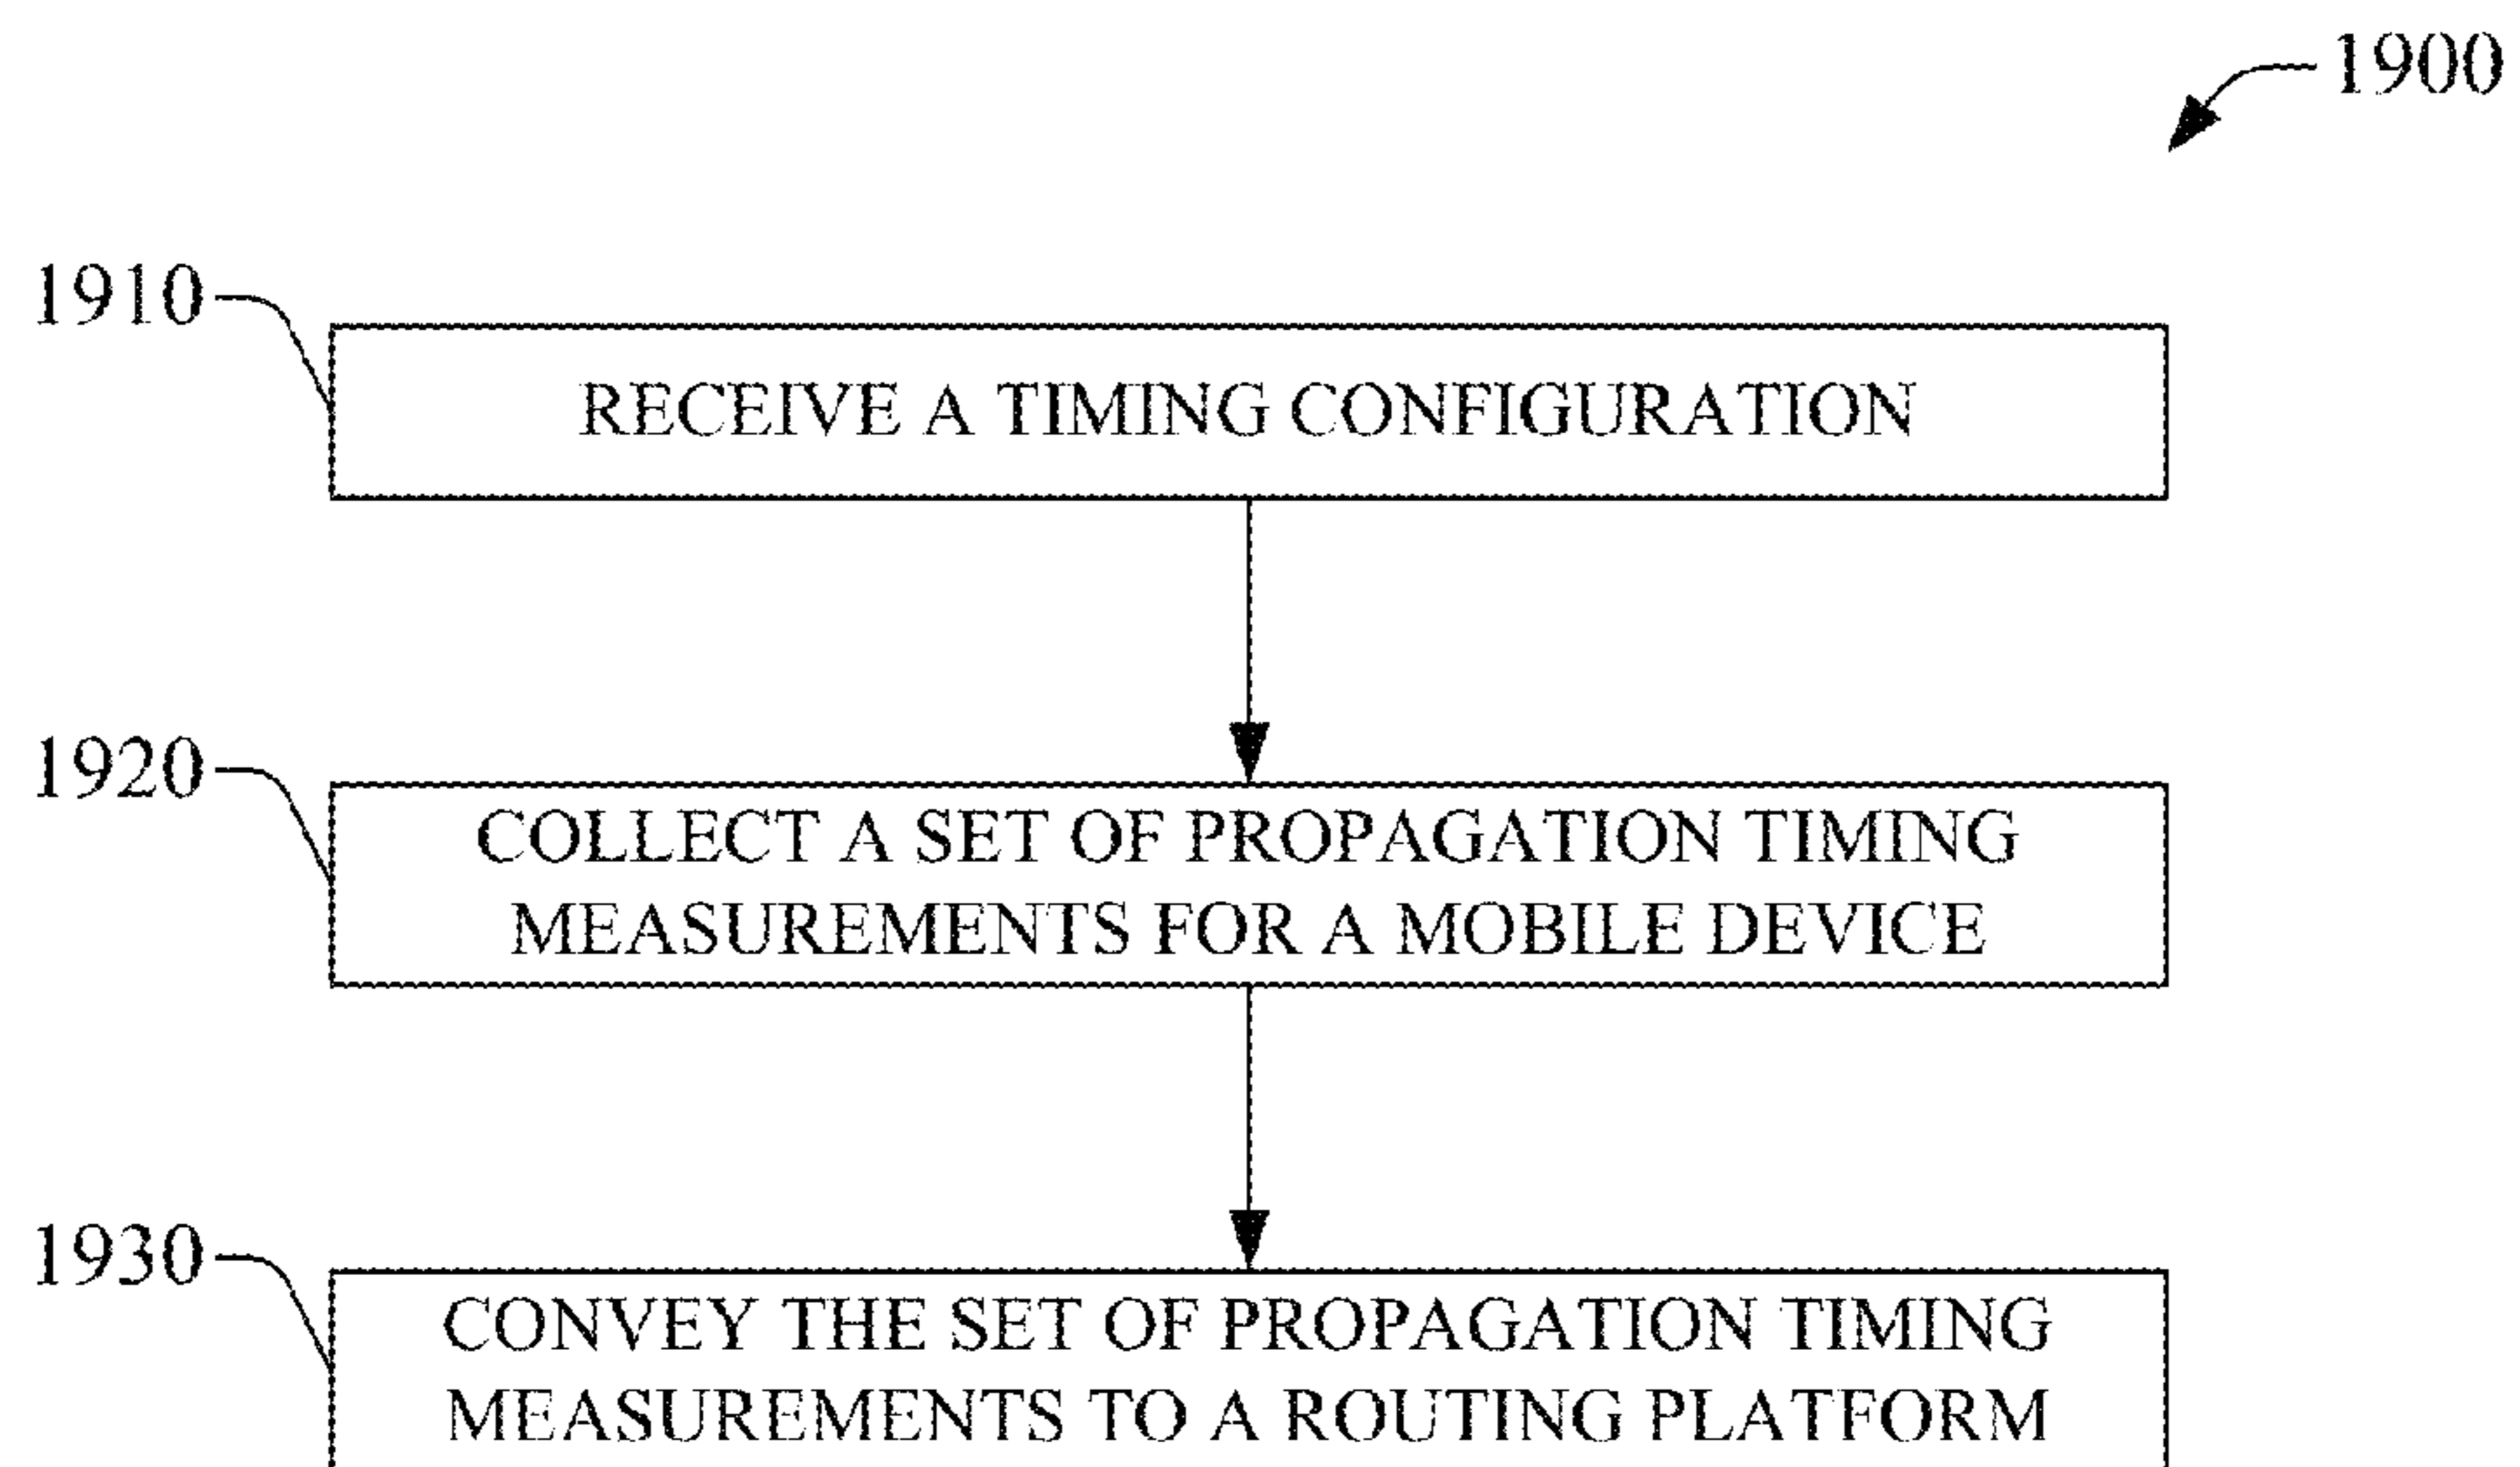 1900
1910
RECEIVE A TIMING CONFIGURATION
1920
COLLECT A SET OF PROPAGATION TIMING
MEASUREMENTS FOR A MOBILE DEVICE
1930
CONVEY THE SET OF PROPAGATION TIMING
MEASUREMENTS TO A ROUTING PLATFORM